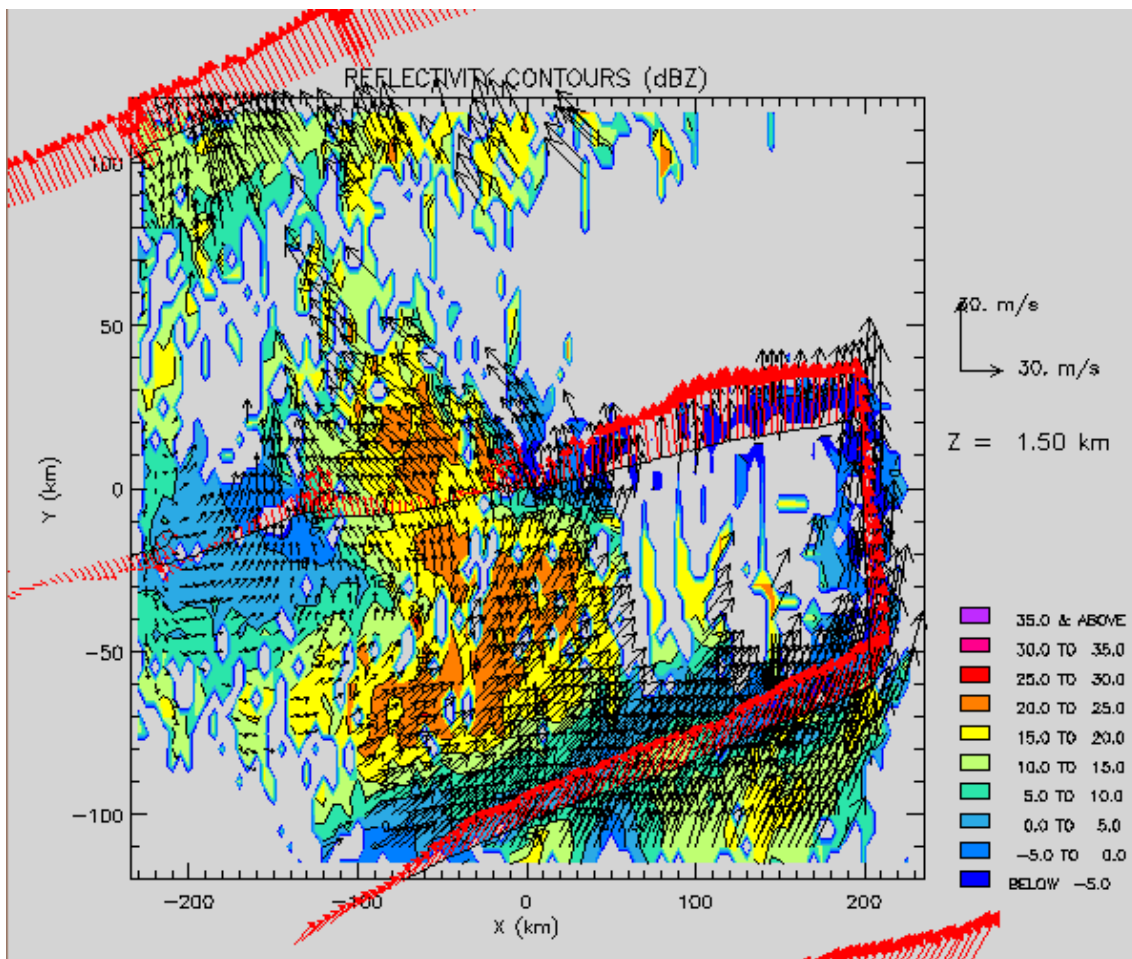 REFLECTIVITY CONTOURS (dBZ)
100
50
0
-50
-100
Y (km)
-200
-100
0
100
200
X (km)
30. m/s
30. m/s
Z = 1.50 km
35.0 & ABOVE
30.0 TO 35.0
25.0 TO 30.0
20.0 TO 25.0
15.0 TO 20.0
10.0 TO 15.0
5.0 TO 10.0
0.0 TO 5.0
-5.0 TO 0.0
BELOW -5.0